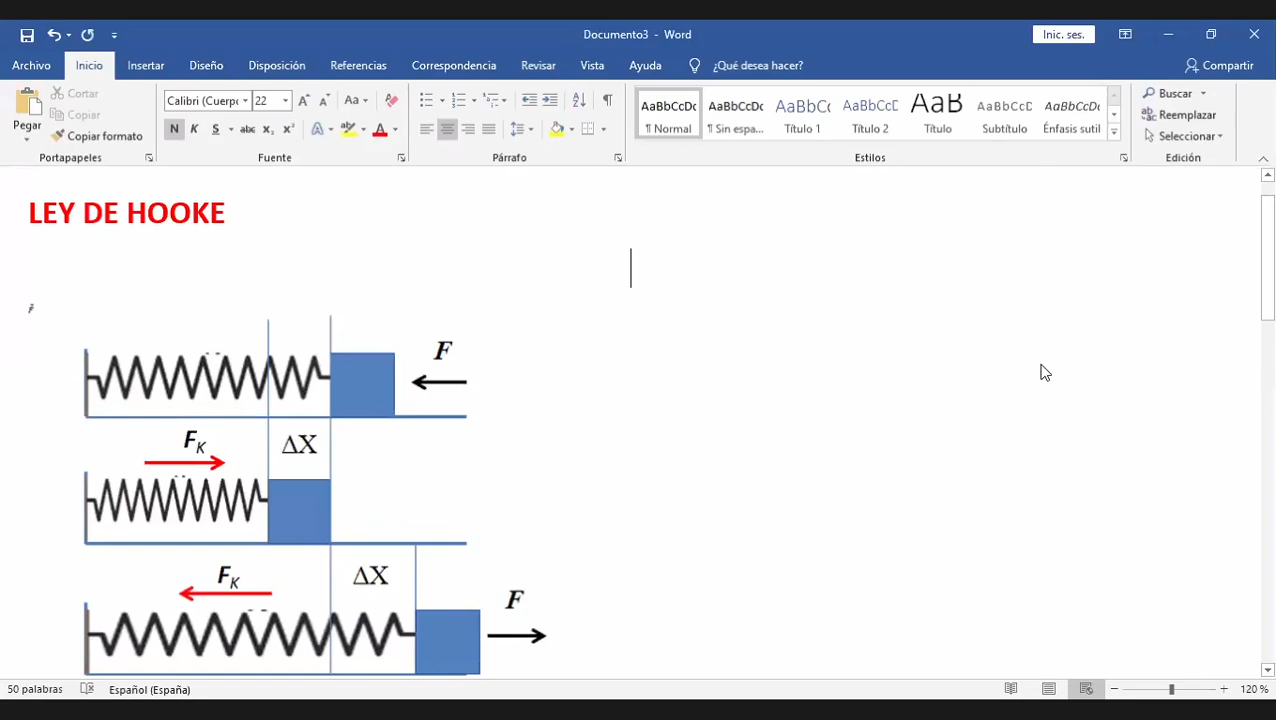 Documento3 - Word
Inic. ses.
Archivo Inicio Insertar Diseño Disposición Referencias Correspondencia Revisar Vista Ayuda ¿Qué desea hacer? Compartir
Pegar
Cortar
Copiar
Copiar formato
Portapapeles
Calibri (Cuerpo 22
Aa
N K S abc x₂ x²
Fuente
Párrafo
AaBbCcDc AaBbCcDc AaBbCc AaBbCcD AaB AaBbCcD AaBbCcDc
¶ Normal ¶ Sin espa... Título 1 Título 2 Título Subtítulo Énfasis sutil
Estilos
Buscar
Reemplazar
Seleccionar
Edición
LEY DE HOOKE
F
F_K ΔX
F_K ΔX
F
50 palabras Español (España) 120 %